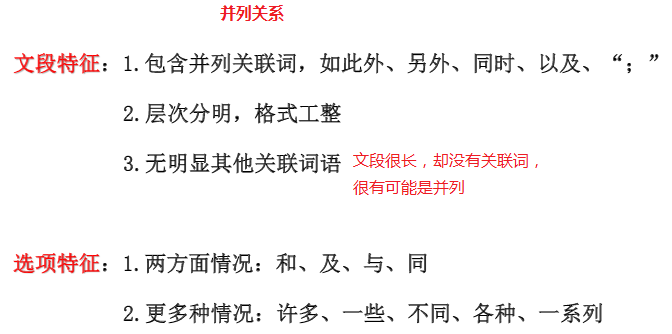 并列关系
文段特征：1.包含并列关联词，如此外、另外、同时、以及、“；”
2.层次分明，格式工整
3.无明显其他关联词语
文段很长，却没有关联词，
很有可能是并列
选项特征：1.两方面情况：和、及、与、同
2.更多种情况：许多、一些、不同、各种、一系列